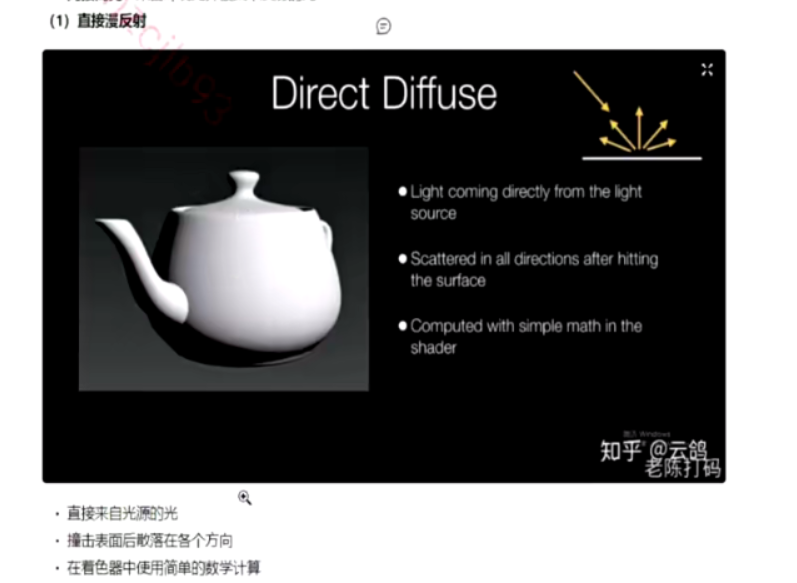 (1) 直接漫反射
Direct Diffuse
Light coming directly from the light
source
Scattered in all directions after hitting
the surface
Computed with simple math in the
shader
知乎 @云鸽
老陈打码
· 直接来自光源的光
· 撞击表面后散落在各个方向
· 在着色器中使用简单的数学计算